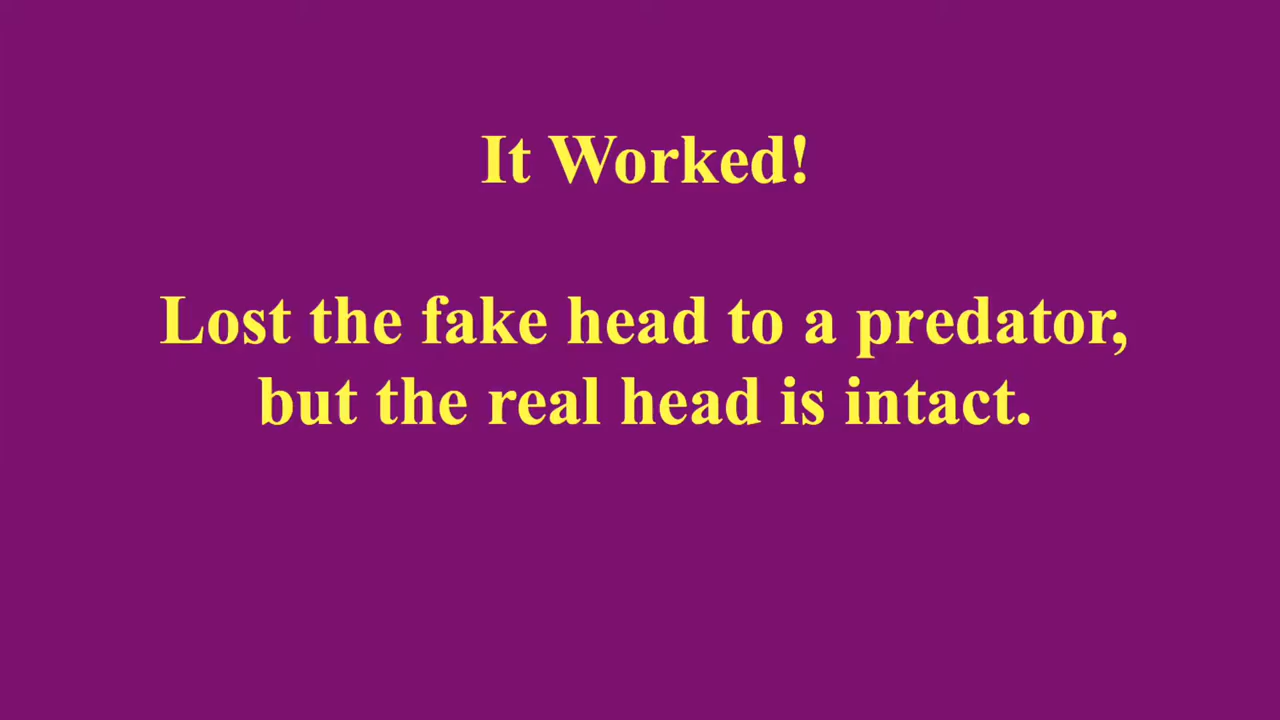 It Worked!
Lost the fake head to a predator,
but the real head is intact.